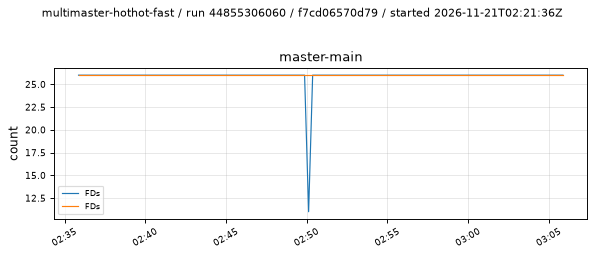 multimaster-hothot-fast / run 44855306060 / f7cd06570d79 / started 2026-11-21T02:21:36Z
master-main
count
25.0
22.5
20.0
17.5
15.0
12.5
FDs
FDs
02:35
02:40
02:45
02:50
02:55
03:00
03:05